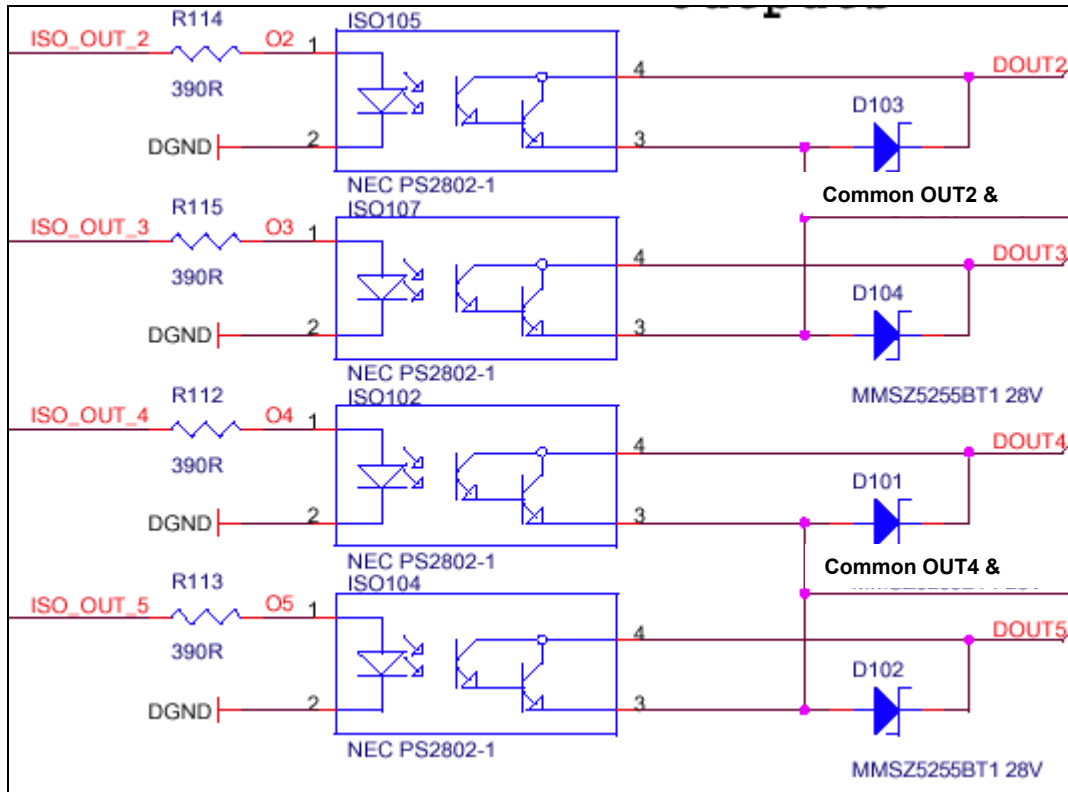 R114
ISO105
ISO_OUT_2
O2
1
4
DOUT2
390R
D103
DGND
2
3
NEC PS2802-1
Common OUT2 &
R115
ISO107
ISO_OUT_3
O3
1
4
DOUT3
390R
D104
DGND
2
3
NEC PS2802-1
MMSZ5255BT1 28V
R112
ISO102
ISO_OUT_4
O4
1
4
DOUT4
390R
D101
DGND
2
3
NEC PS2802-1
Common OUT4 &
R113
ISO104
ISO_OUT_5
O5
1
4
DOUT5
390R
D102
DGND
2
3
NEC PS2802-1
MMSZ5255BT1 28V